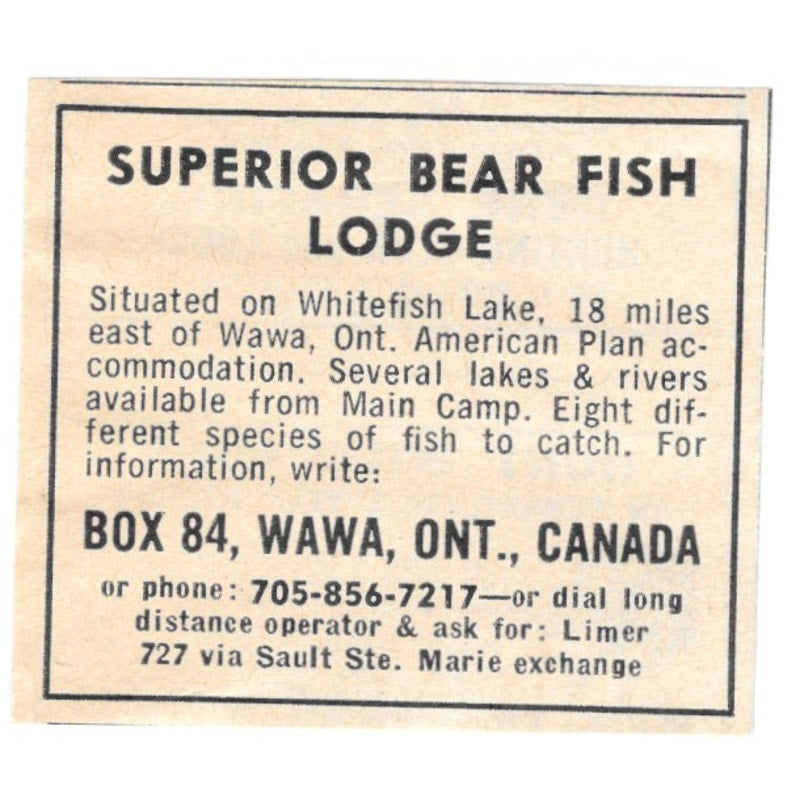 SUPERIOR BEAR FISH
LODGE
Situated on Whitefish Lake, 18 miles
east of Wawa, Ont. American Plan ac-
commodation. Several lakes & rivers
available from Main Camp. Eight dif-
ferent species of fish to catch. For
information, write:
BOX 84, WAWA, ONT., CANADA
or phone: 705-856-7217—or dial long
distance operator & ask for: Limer
727 via Sault Ste. Marie exchange